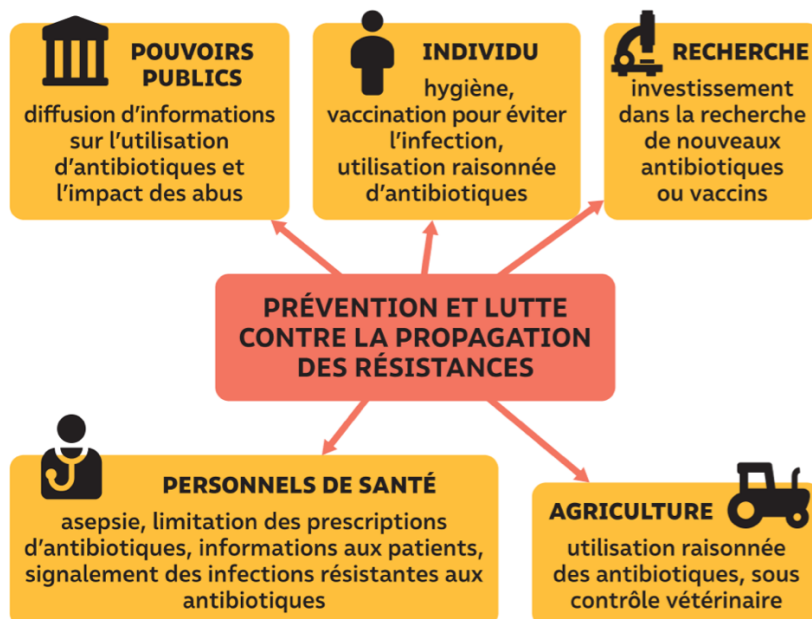 POUVOIRS
PUBLICS
diffusion d’informations
sur l’utilisation
d’antibiotiques et
l’impact des abus
INDIVIDU
hygiène,
vaccination pour éviter
l’infection,
utilisation raisonnée
d’antibiotiques
RECHERCHE
investissement
dans la recherche
de nouveaux
antibiotiques
ou vaccins
PRÉVENTION ET LUTTE
CONTRE LA PROPAGATION
DES RÉSISTANCES
PERSONNELS DE SANTÉ
asepsie, limitation des prescriptions
d’antibiotiques, informations aux patients,
signalement des infections résistantes aux
antibiotiques
AGRICULTURE
utilisation raisonnée
des antibiotiques, sous
contrôle vétérinaire